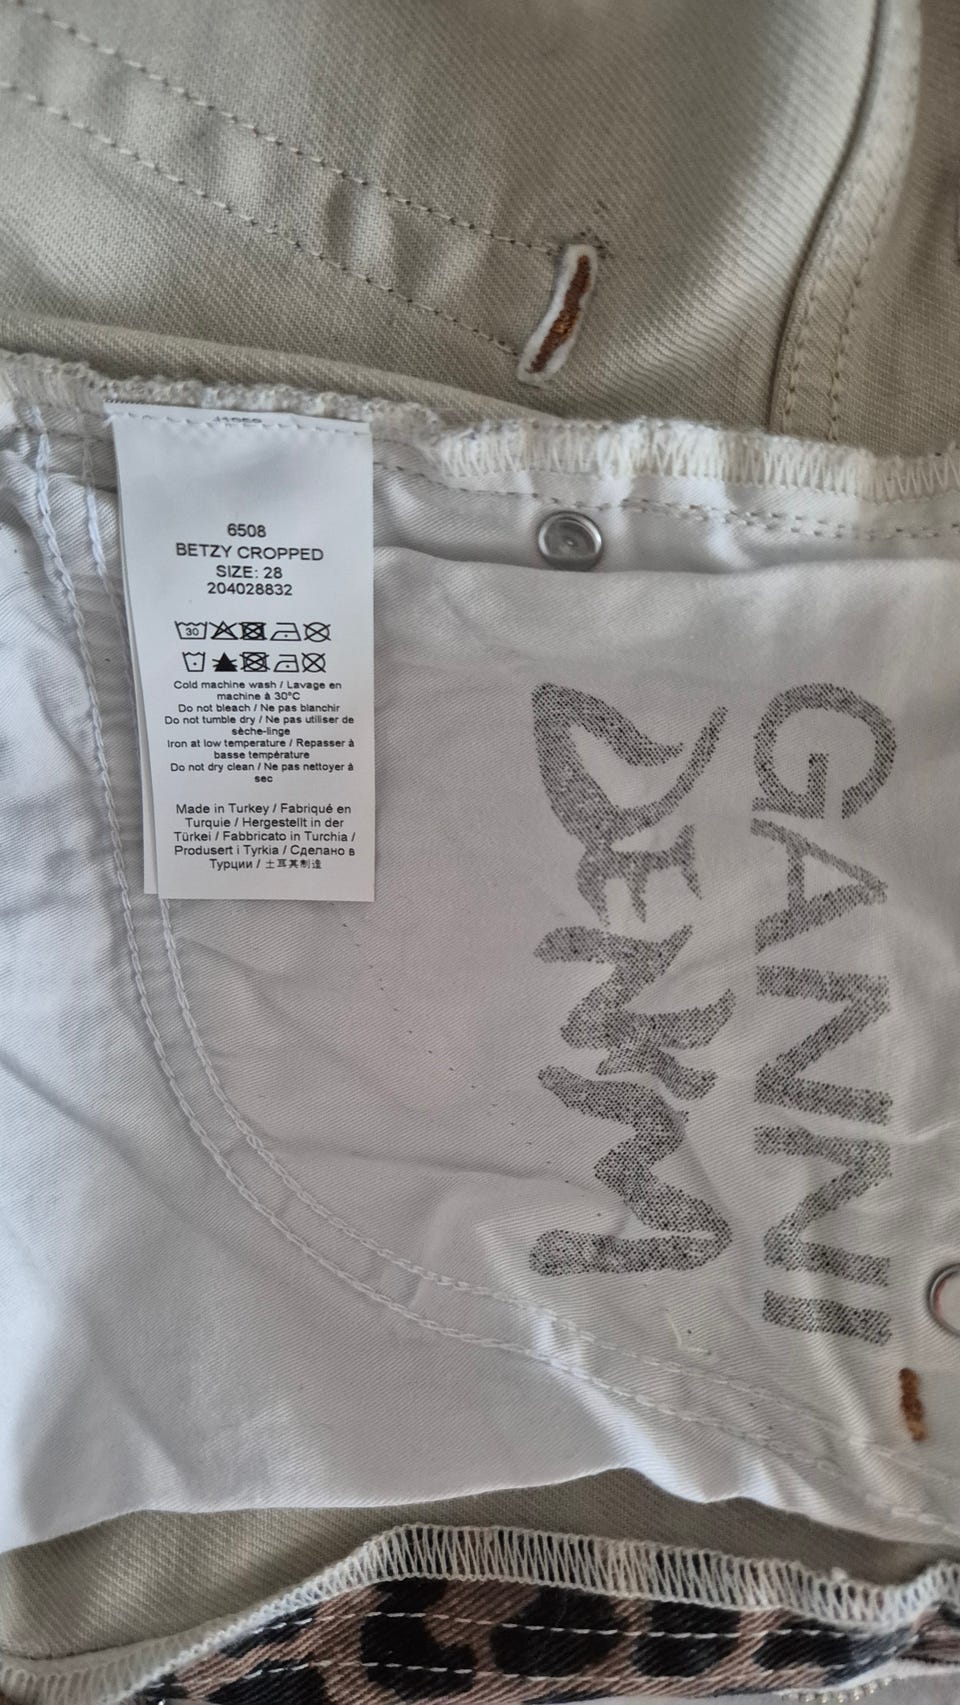 6508
BETZY CROPPED
SIZE: 28
204028832
30
Cold machine wash / Lavage en
machine à 30°C
Do not bleach / Ne pas blanchir
Do not tumble dry / Ne pas utiliser de
sèche-linge
Iron at low temperature / Repasser à
basse température
Do not dry clean / Ne pas nettoyer à
sec
Made in Turkey / Fabriqué en
Turquie / Hergestellt in der
Türkei / Fabbricato in Turchia /
Produsert i Tyrkia / Сделано в
Турции / 土耳其制造
GANNI
DENIM